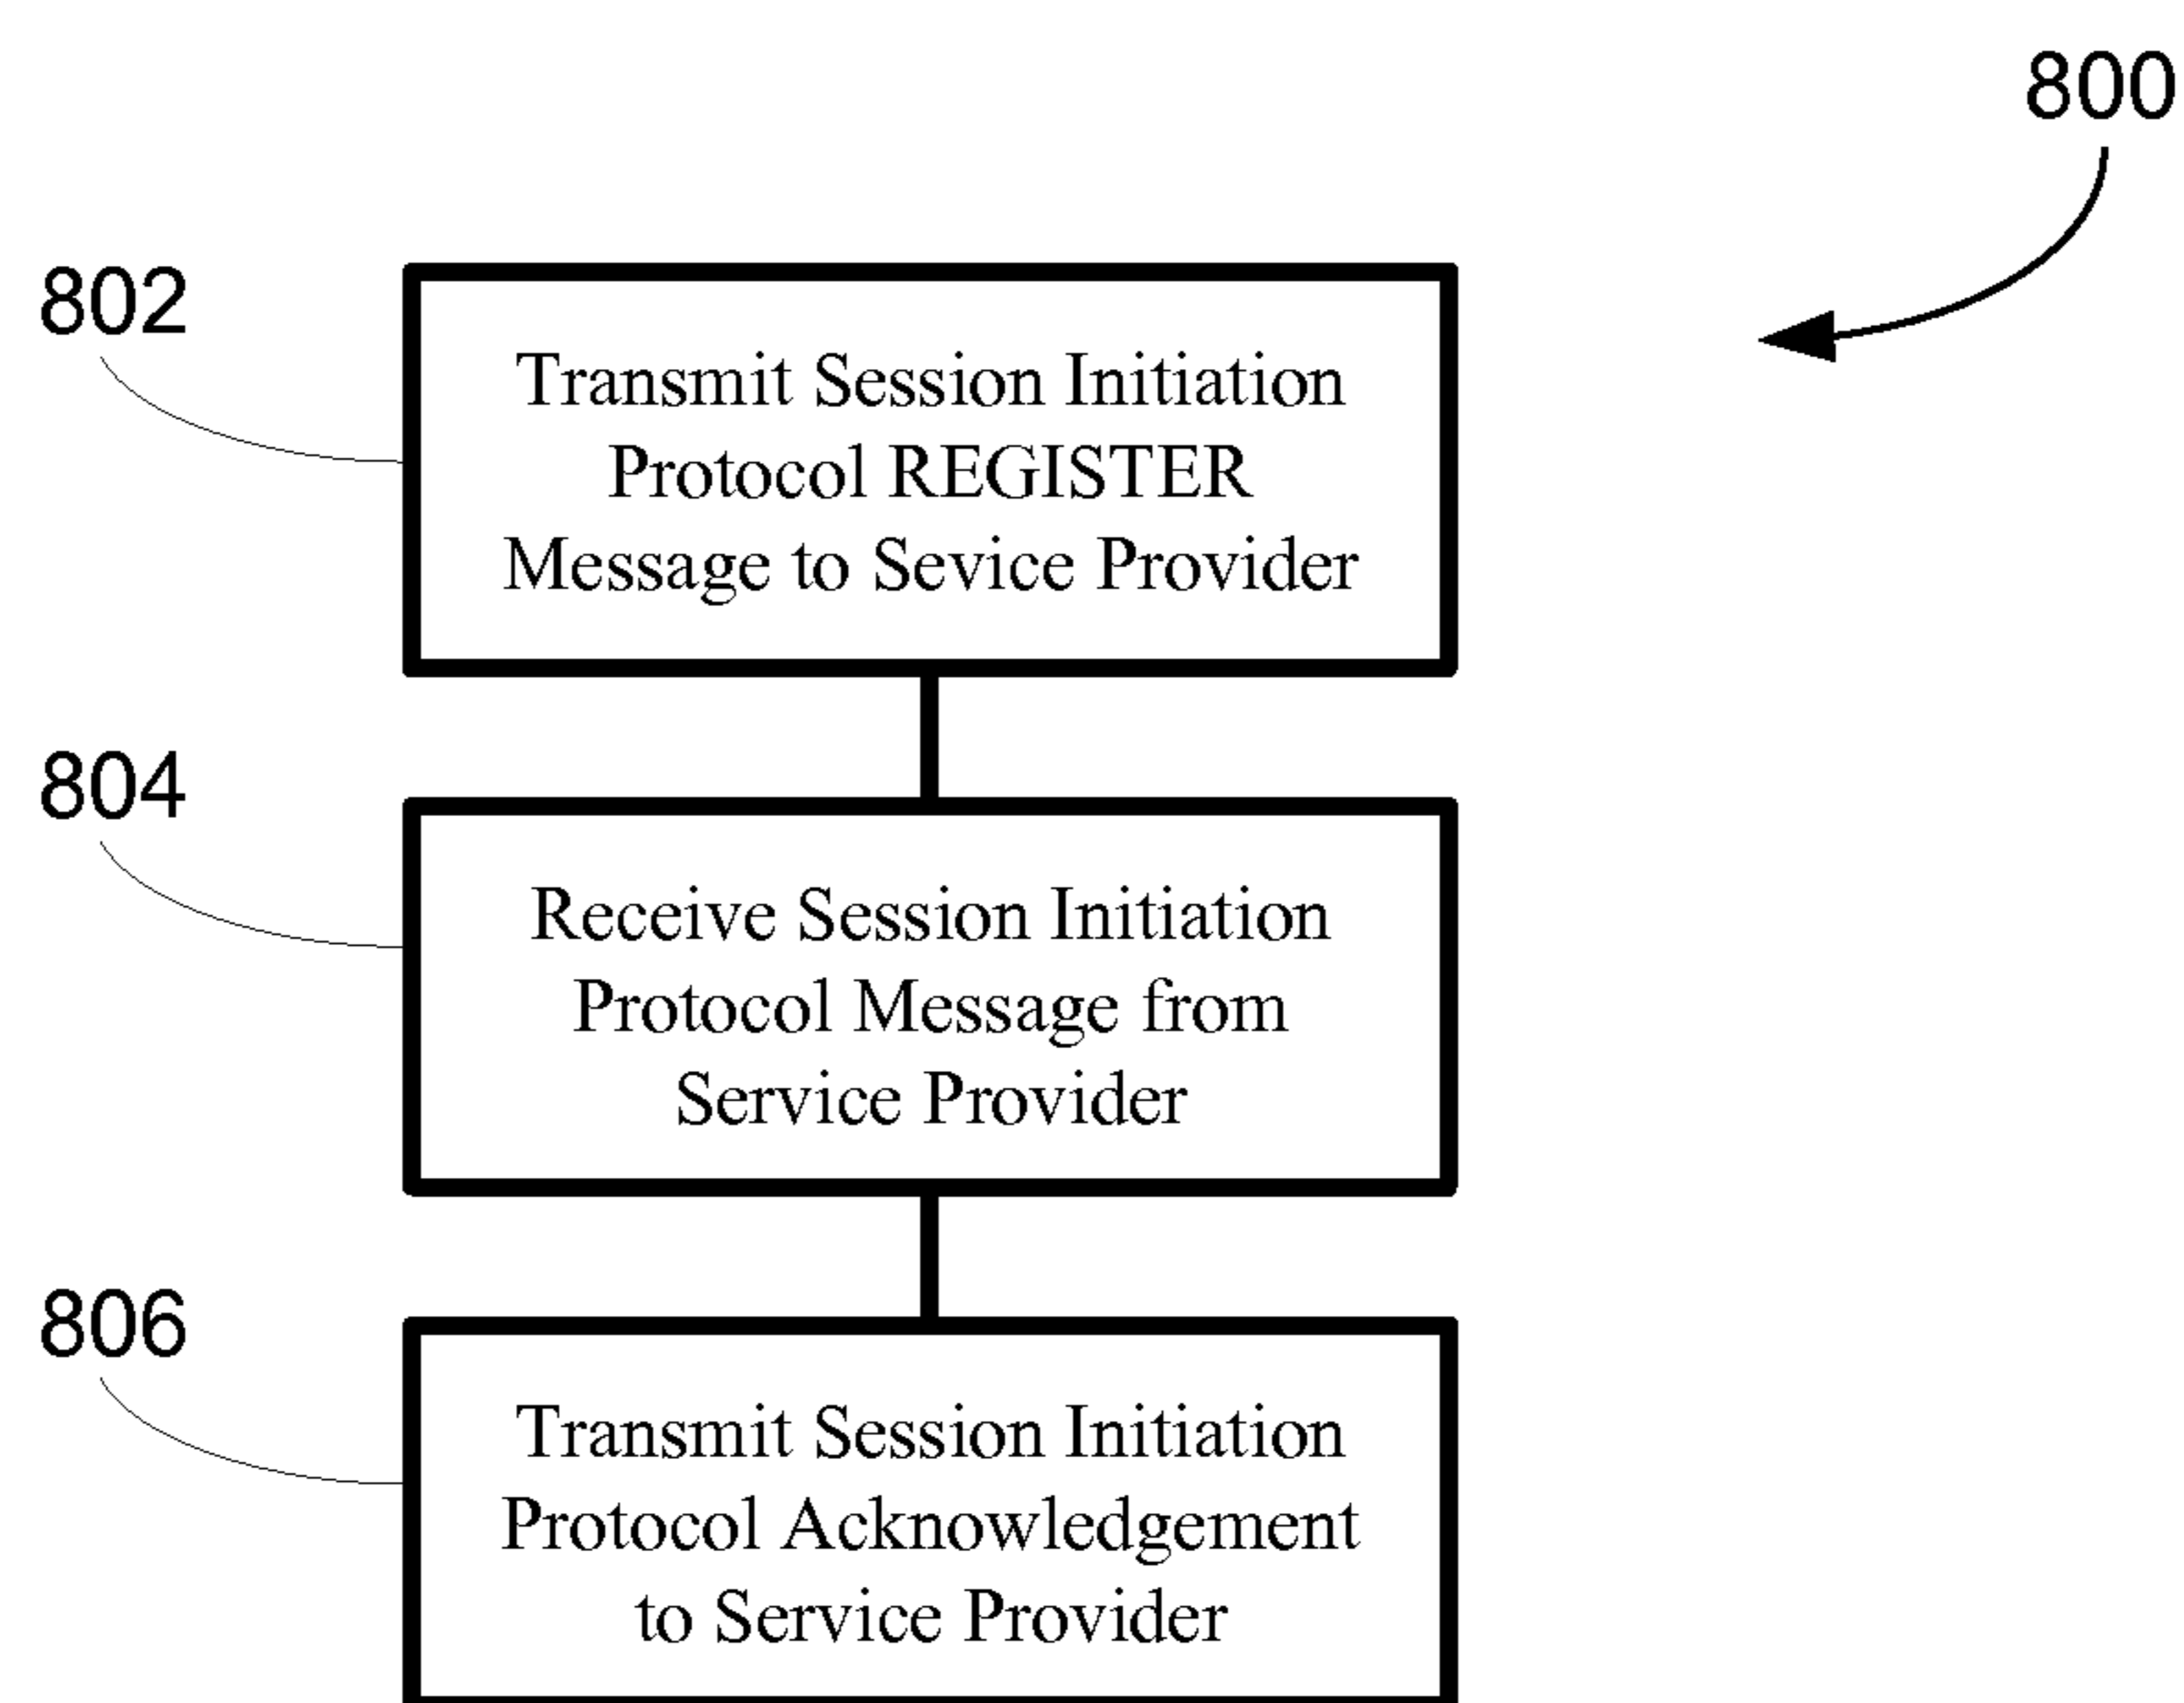 800
802
Transmit Session Initiation
Protocol REGISTER
Message to Sevice Provider
804
Receive Session Initiation
Protocol Message from
Service Provider
806
Transmit Session Initiation
Protocol Acknowledgement
to Service Provider